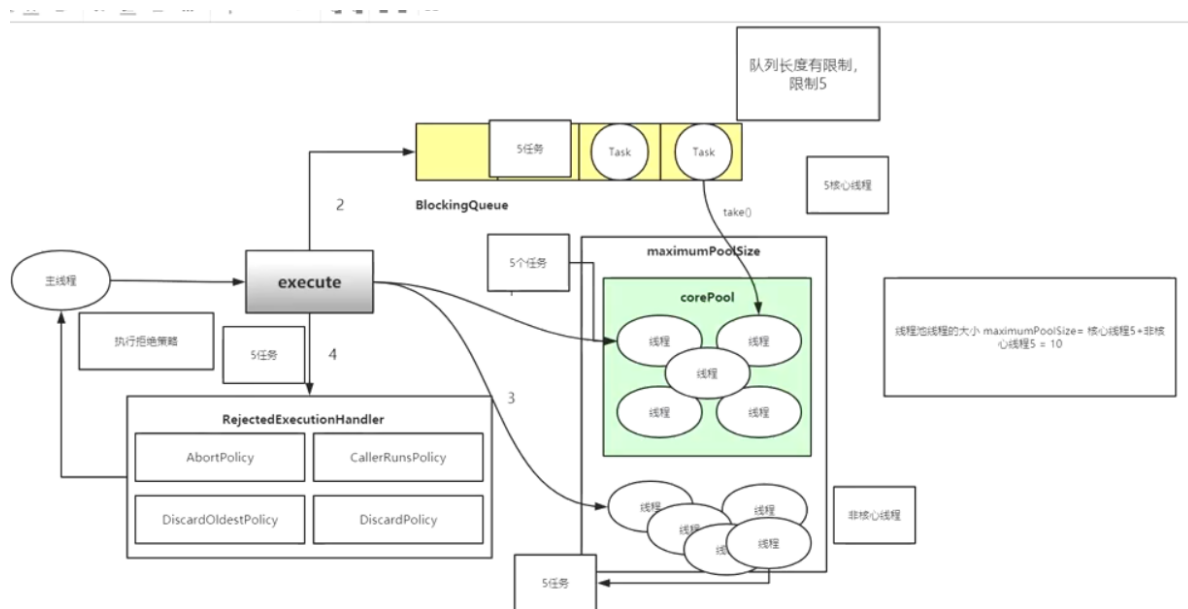 队列长度有限制，
限制5
5任务
Task
Task
BlockingQueue
5核心线程
take()
2
5个任务
maximumPoolSize
corePool
主线程
execute
线程
线程
线程
线程
线程
线程池线程的大小 maximumPoolSize= 核心线程5+非核
心线程5 = 10
执行拒绝策略
5任务
4
3
RejectedExecutionHandler
AbortPolicy
CallerRunsPolicy
DiscardOldestPolicy
DiscardPolicy
线程
线程
线程
线程
非核心线程
5任务